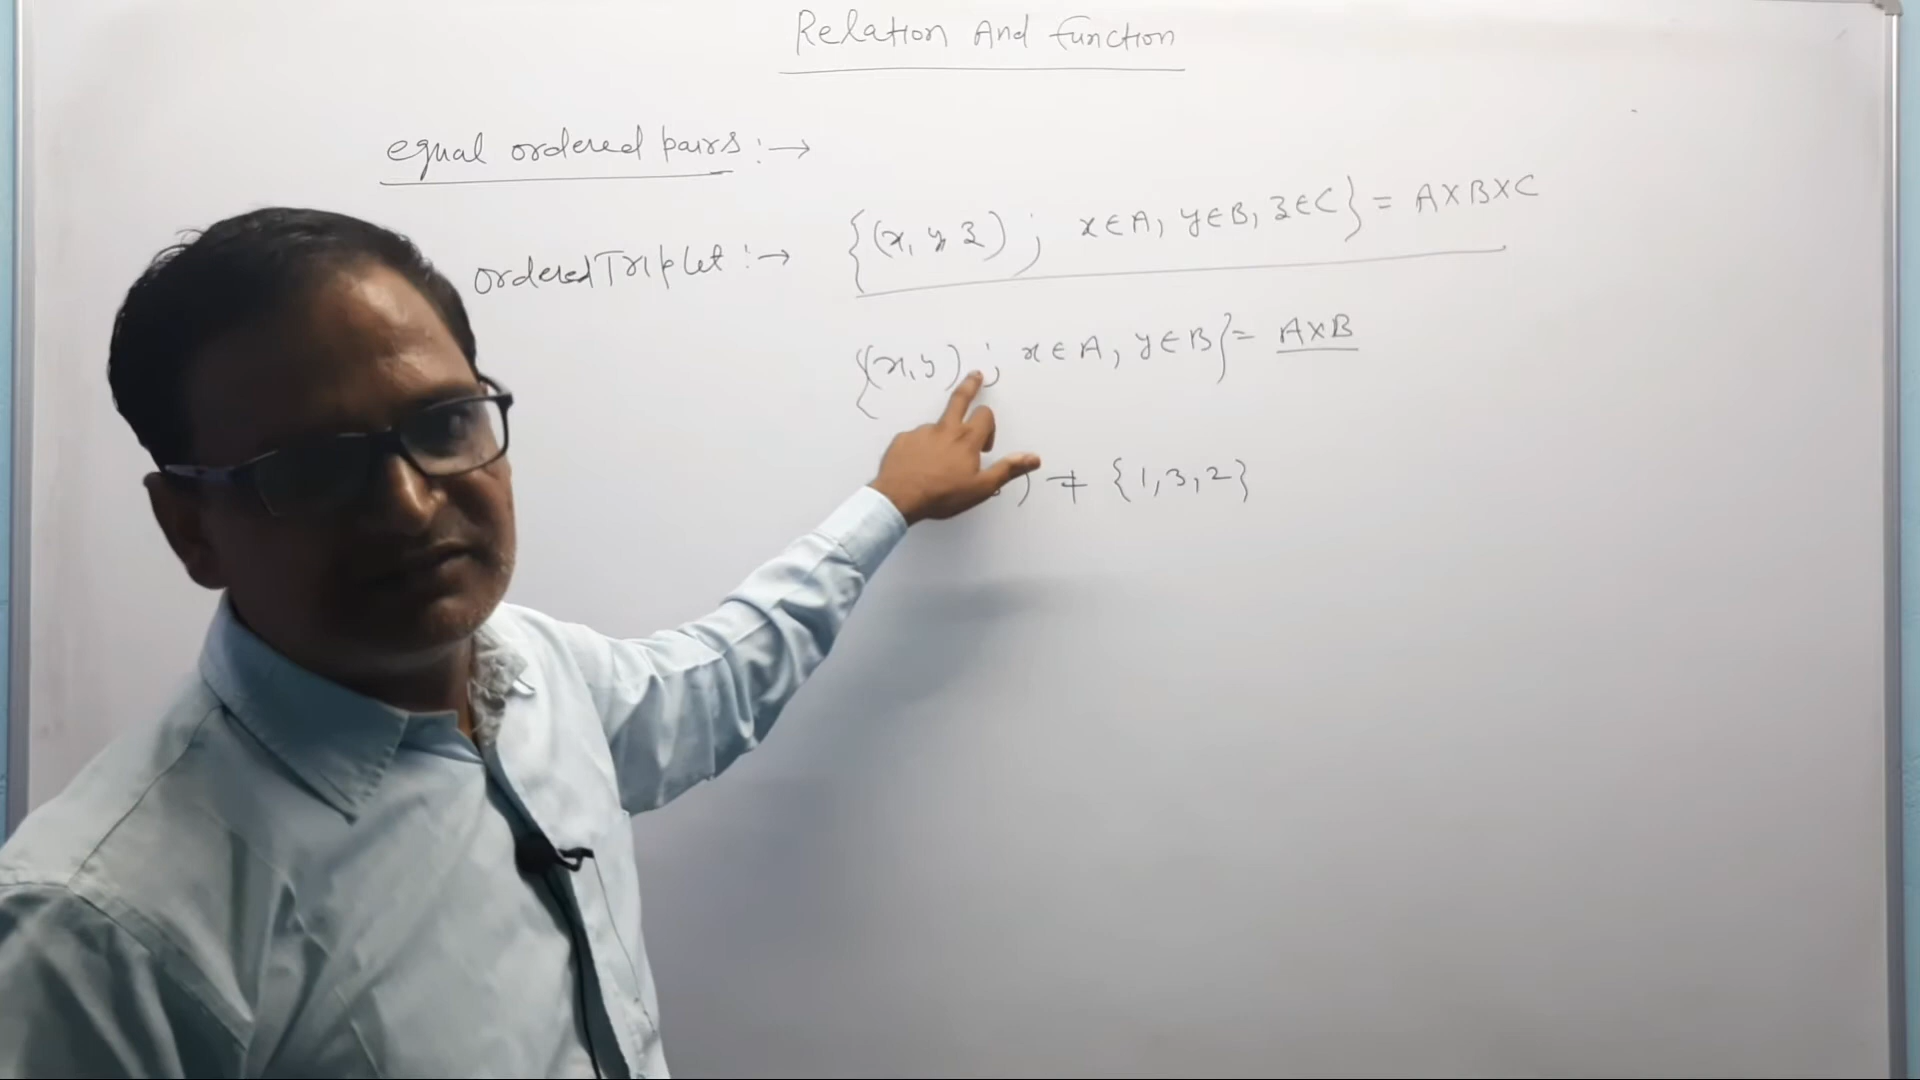 Relation And Function
equal ordered pairs :→
ordered Triplet :→ {(x, y, z) ; x∈A, y∈B, z∈C} = A×B×C
{(x,y) ; x∈A, y∈B} = A×B
) ≠ {1,3,2}